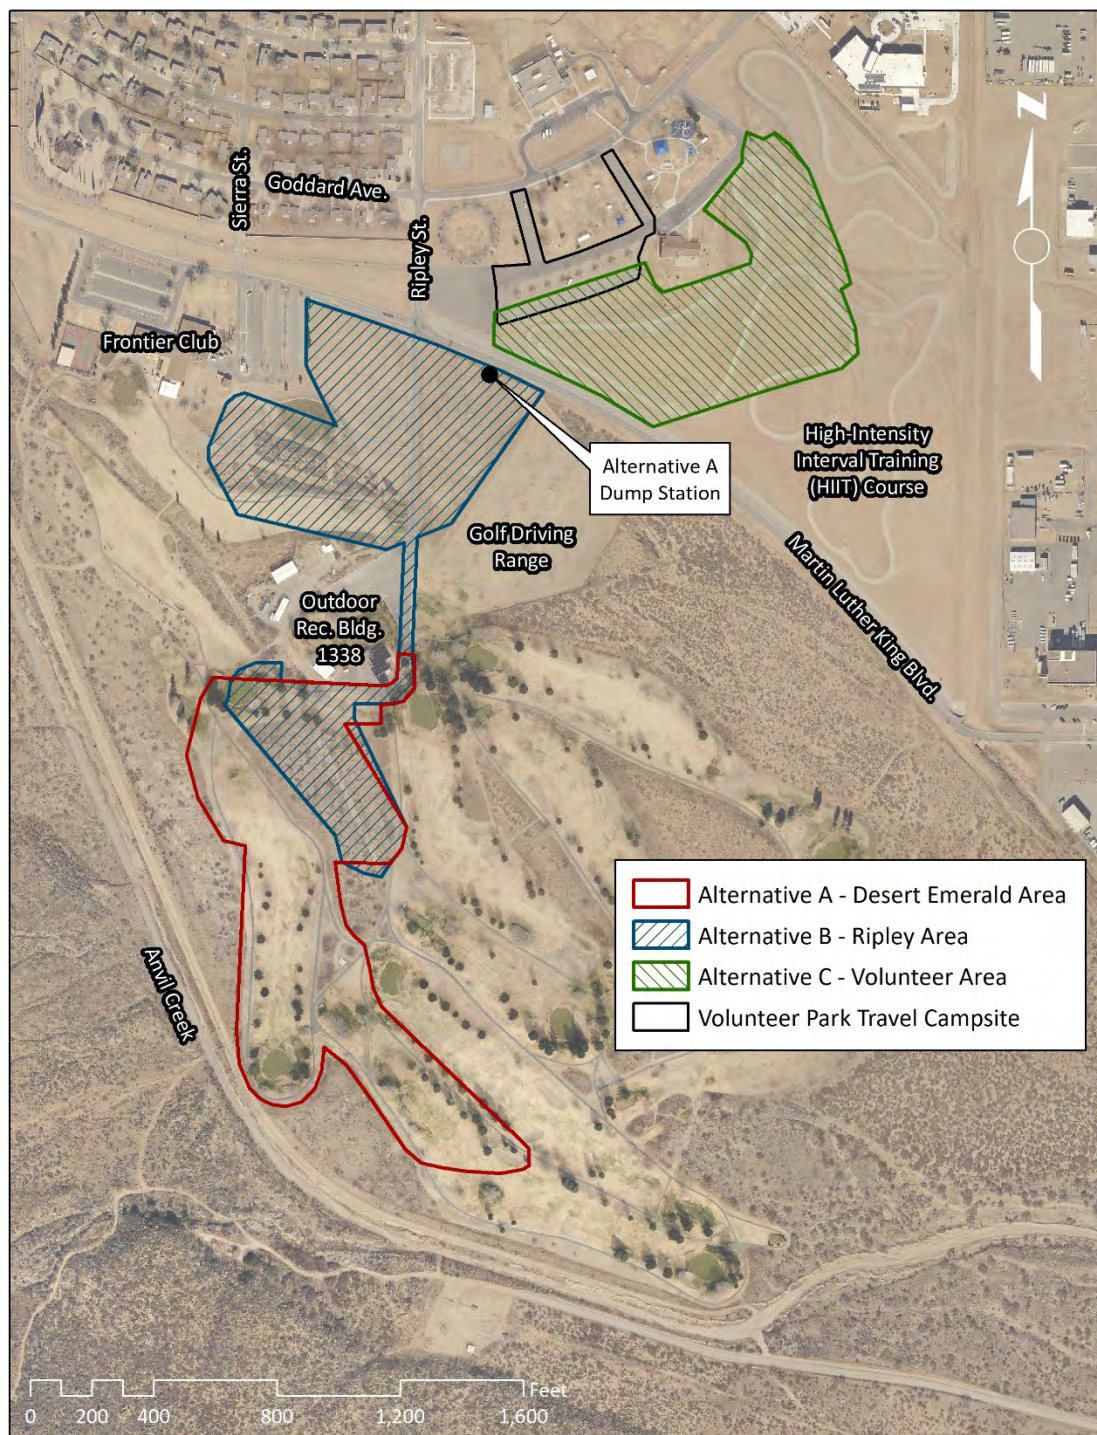 Goddard Ave.
Sierra St.
Ripley St.
N
Frontier Club
Alternative A
Dump Station
High-Intensity
Interval Training
(HIIT) Course
Golf Driving
Range
Martin Luther King Blvd.
Outdoor
Rec. Bldg.
1338
Anvil Creek
Alternative A - Desert Emerald Area
Alternative B - Ripley Area
Alternative C - Volunteer Area
Volunteer Park Travel Campsite
Feet
0 200 400 800 1,200 1,600